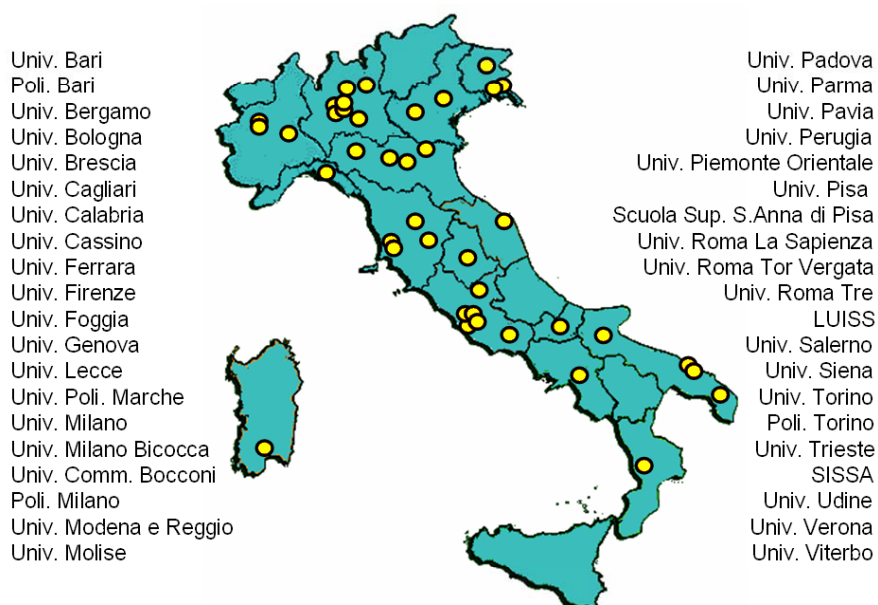 Univ. Bari
Poli. Bari
Univ. Bergamo
Univ. Bologna
Univ. Brescia
Univ. Cagliari
Univ. Calabria
Univ. Cassino
Univ. Ferrara
Univ. Firenze
Univ. Foggia
Univ. Genova
Univ. Lecce
Univ. Poli. Marche
Univ. Milano
Univ. Milano Bicocca
Univ. Comm. Bocconi
Poli. Milano
Univ. Modena e Reggio
Univ. Molise
Univ. Padova
Univ. Parma
Univ. Pavia
Univ. Perugia
Univ. Piemonte Orientale
Univ. Pisa
Scuola Sup. S.Anna di Pisa
Univ. Roma La Sapienza
Univ. Roma Tor Vergata
Univ. Roma Tre
LUISS
Univ. Salerno
Univ. Siena
Univ. Torino
Poli. Torino
Univ. Trieste
SISSA
Univ. Udine
Univ. Verona
Univ. Viterbo